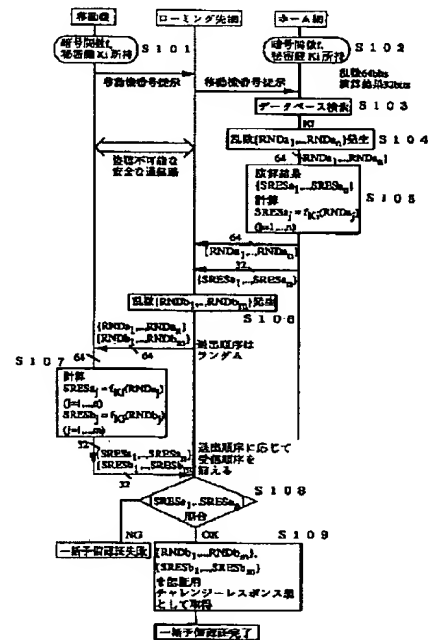 移動機
ローミング先網
ホーム網
暗号関数f,
秘密鍵Ki所持
S101
暗号関数f,
秘密鍵Ki所持
S102
移動機番号提示
移動機番号提示
乱数64bits
演算結果32bits
データベース検索
S103
Ki
乱数{RNDa1,...,RNDan}発生
S104
64
{RNDa1,...,RNDan}
盗聴不可能な
安全な通信路
演算結果
{SRESa1,...,SRESan}
計算
SRESaj = fKi(RNDaj)
(j=1,...,n)
S105
64
{RNDa1,...,RNDan}
32
{SRESa1,...,SRESan}
乱数{RNDb1,...,RNDbm}発生
S106
{RNDa1,...,RNDan}
{RNDb1,...,RNDbm}
64
送出順序は
ランダム
S107
64
計算
SRESaj = fKi(RNDaj)
(j=1,...,n)
SRESbj = fKi(RNDbj)
(j=1,...,m)
32
{SRESa1,...,SRESan}
{SRESb1,...,SRESbm}
32
送出順序に応じて
受信順序を
揃える
S108
{SRESa1,...,SRESan}
照合
NG
OK
S109
一括予備認証失敗
{RNDb1,...,RNDbm},
{SRESb1,...,SRESbm}
を認証用
チャレンジーレスポンス組
として取得
一括予備認証完了